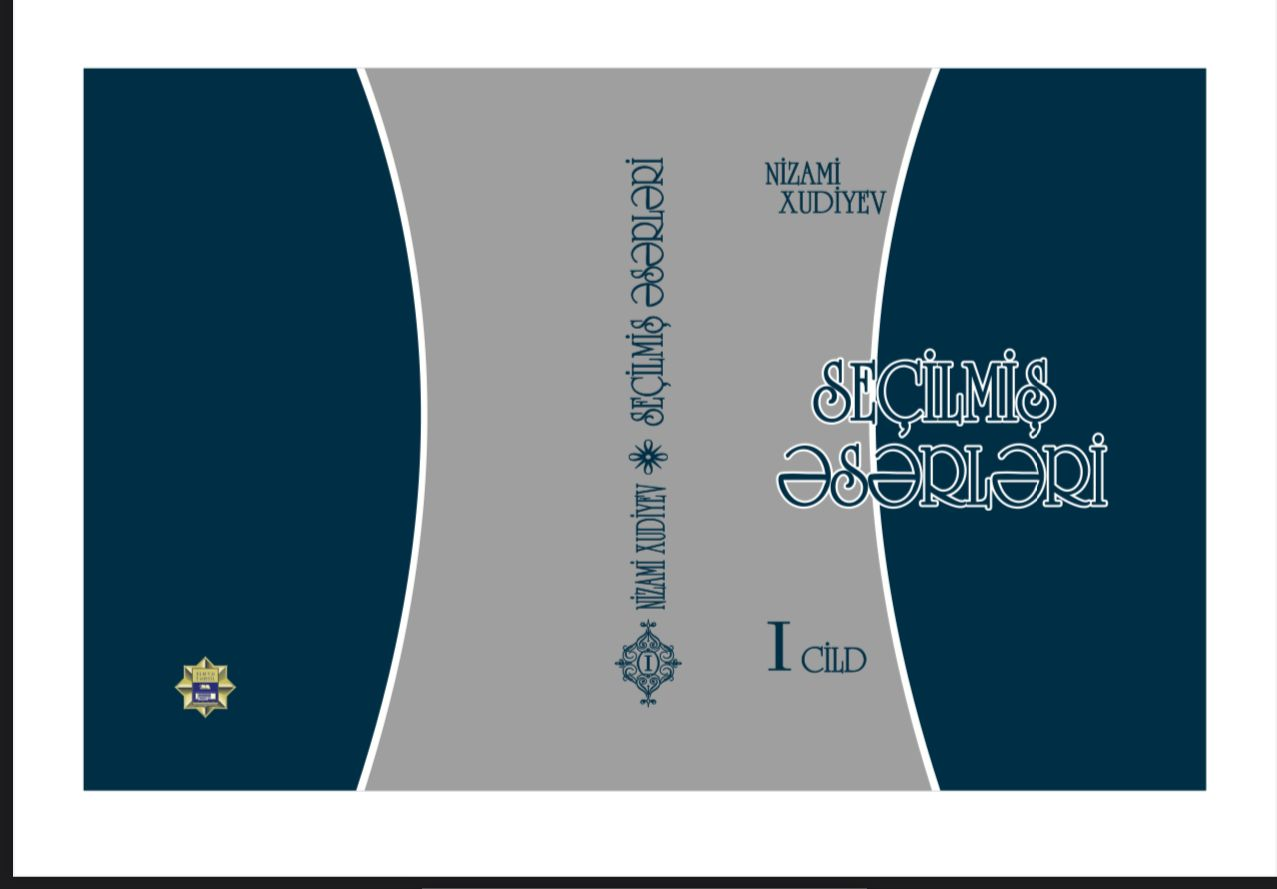 NİZAMİ
XUDİYEV
SEÇİLMİŞ
ƏSƏRLƏRİ
I CİLD
I NİZAMİ XUDİYEV SEÇİLMİŞ ƏSƏRLƏRİ